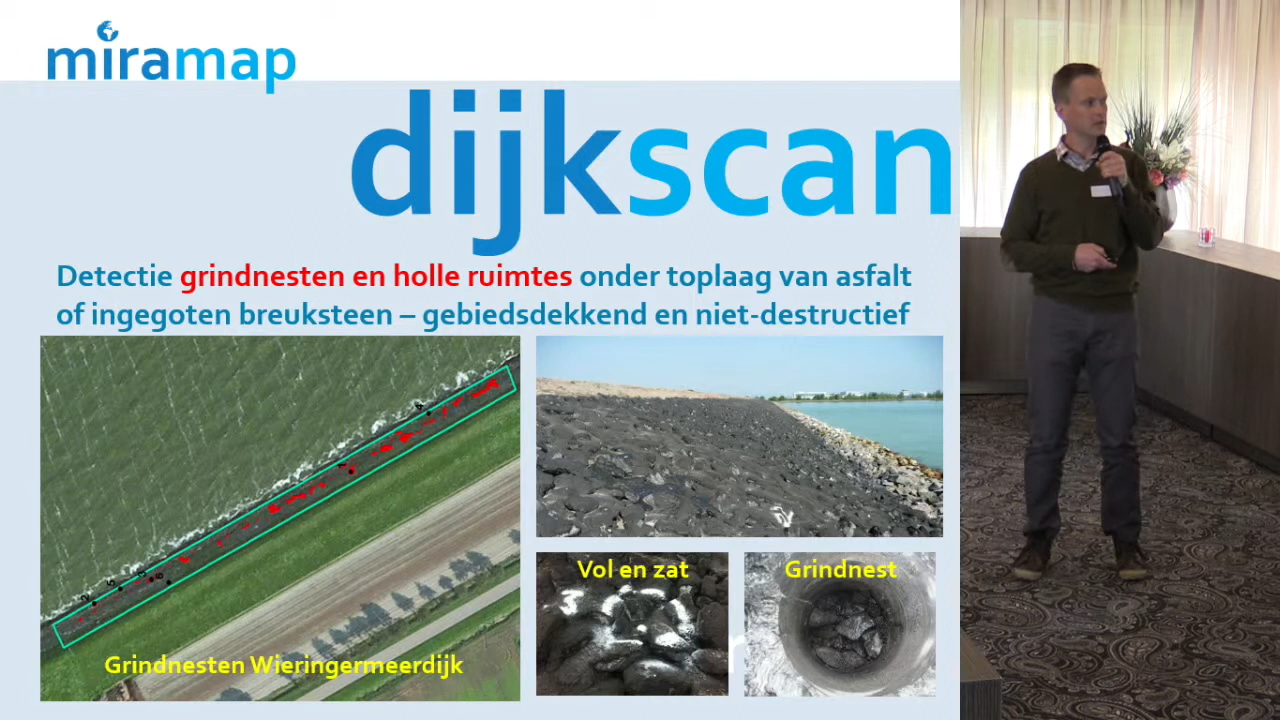 miramap
dijkscan
Detectie grindnesten en holle ruimtes onder toplaag van asfalt
of ingegoten breuksteen – gebiedsdekkend en niet-destructief
Vol en zat
Grindnest
Grindnesten Wieringermeerdijk